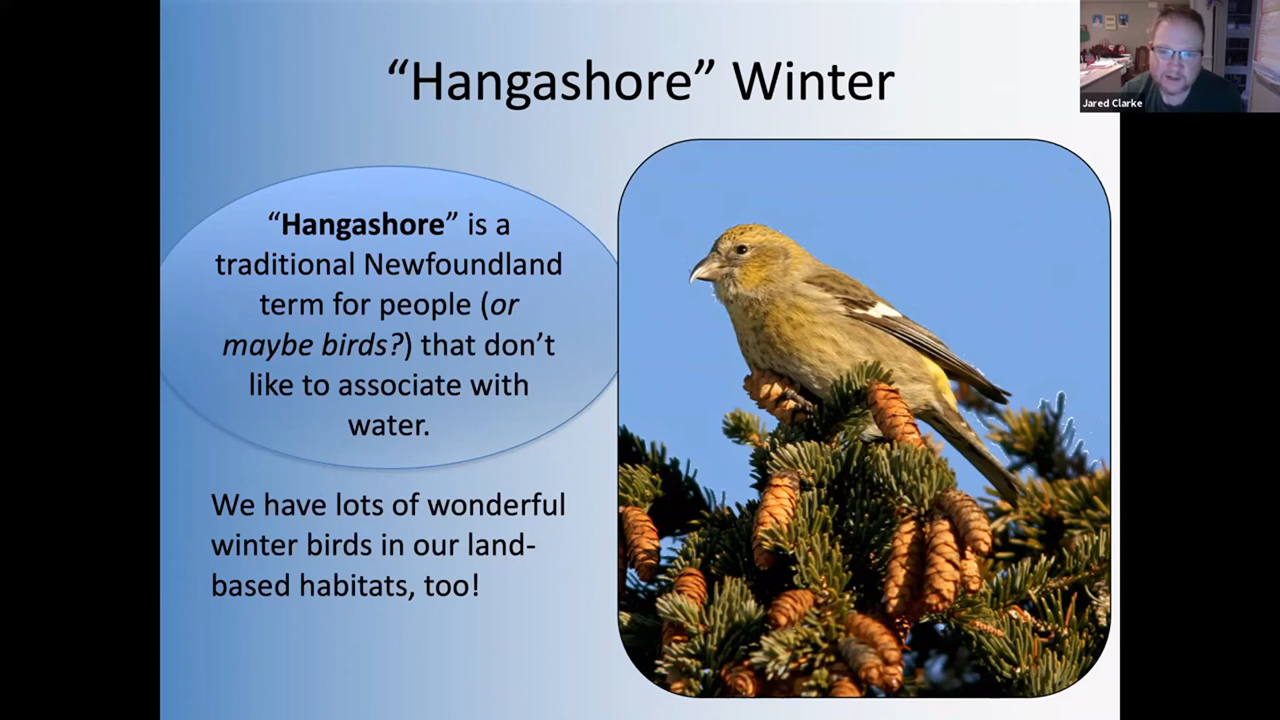 “Hangashore” Winter
Jared Clarke
“Hangashore” is a
traditional Newfoundland
term for people (or
maybe birds?) that don’t
like to associate with
water.
We have lots of wonderful
winter birds in our land-
based habitats, too!